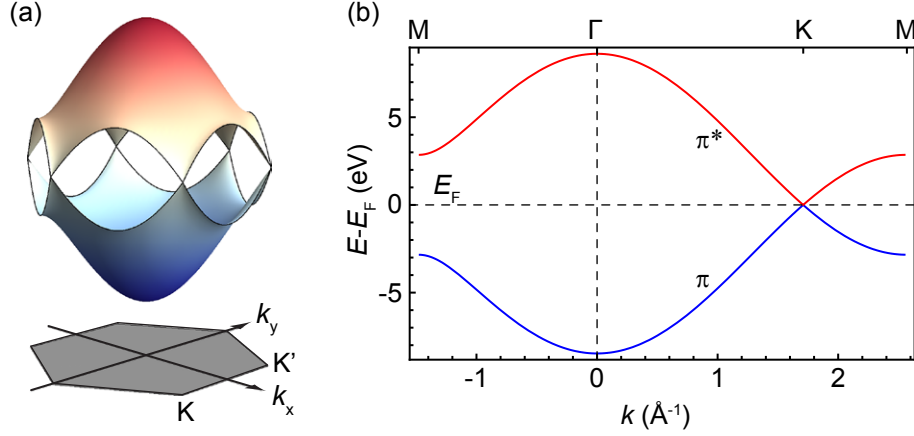 (a)
k_y
K'
k_x
K
(b)
M Γ K M
5
0
-5
E-E_F (eV)
E_F
π*
π
-1 0 1 2
k (Å⁻¹)